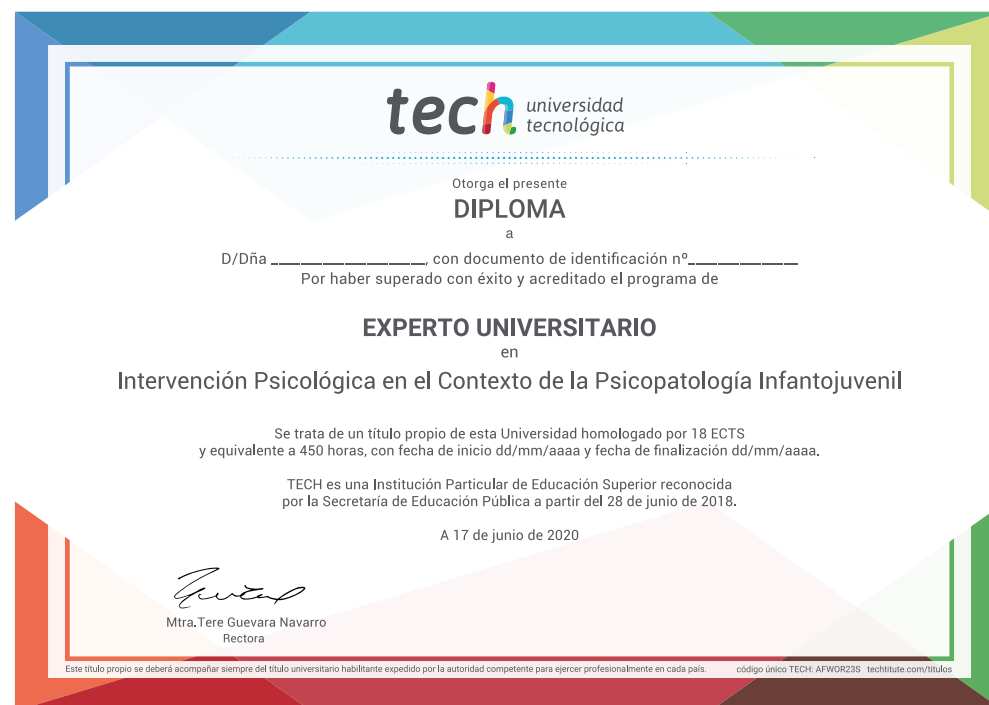 tech universidad
tecnológica
Otorga el presente
DIPLOMA
a
D/Dña ____________________, con documento de identificación nº______________
Por haber superado con éxito y acreditado el programa de
EXPERTO UNIVERSITARIO
en
Intervención Psicológica en el Contexto de la Psicopatología Infantojuvenil
Se trata de un título propio de esta Universidad homologado por 18 ECTS
y equivalente a 450 horas, con fecha de inicio dd/mm/aaaa y fecha de finalización dd/mm/aaaa.
TECH es una Institución Particular de Educación Superior reconocida
por la Secretaría de Educación Pública a partir del 28 de junio de 2018.
A 17 de junio de 2020
Mtra.Tere Guevara Navarro
Rectora
Este título propio se deberá acompañar siempre del título universitario habilitante expedido por la autoridad competente para ejercer profesionalmente en cada país. código único TECH: AFWOR23S techtitute.com/titulos